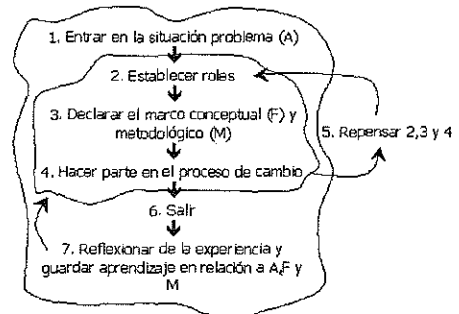 1. Entrar en la situación problema (A)
2. Establecer roles
3. Declarar el marco conceptual (F) y
metodológico (M)
4. Hacer parte en el proceso de cambio
5. Repensar 2,3 y 4
6. Salir
7. Reflexionar de la experiencia y
guardar aprendizaje en relación a A,F y
M